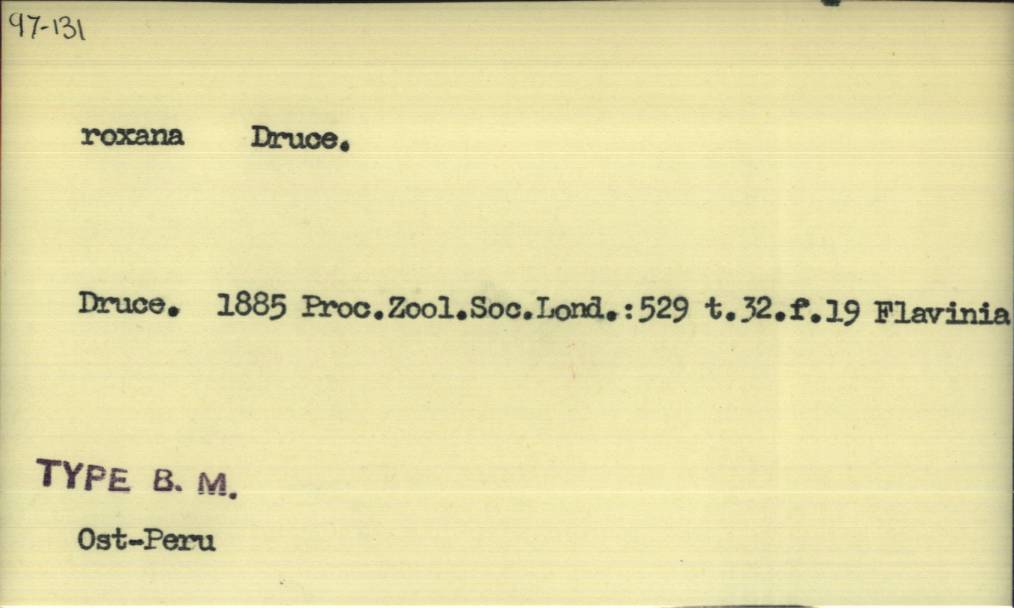 97-131
roxana Druce.
Druce. 1885 Proc.Zool.Soc.Lond.:529 t.32.f.19 Flavinia
TYPE B. M.
Ost-Peru